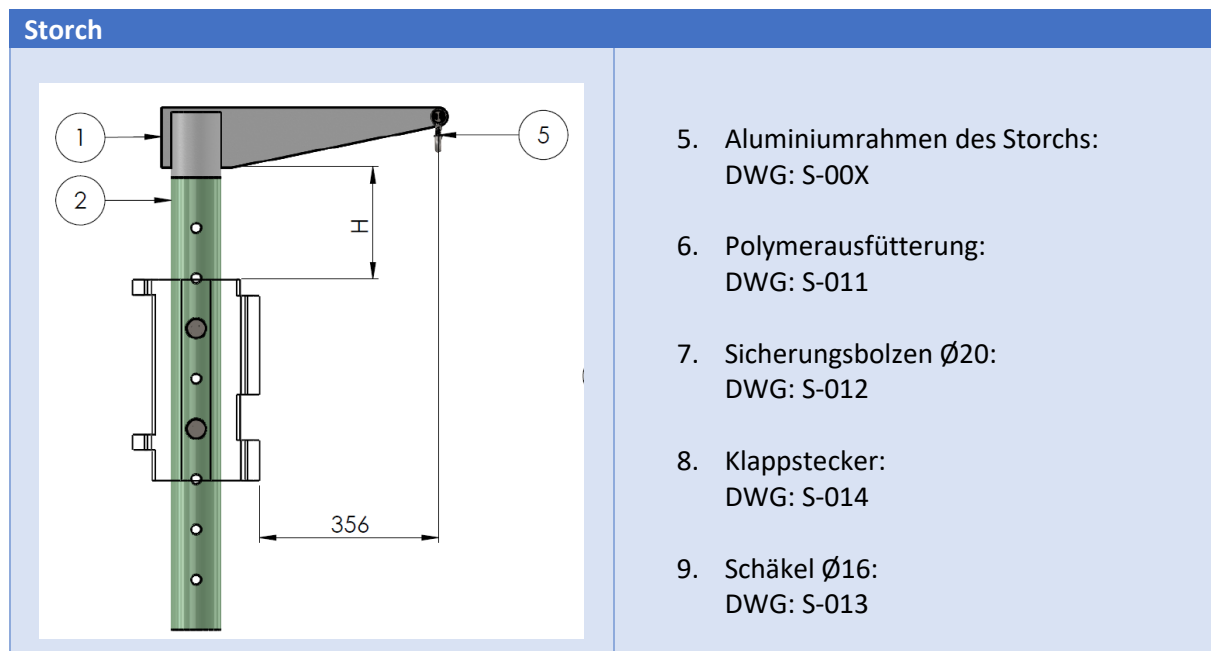 Storch
1
5
2
H
356
5. Aluminiumrahmen des Storchs:
DWG: S-00X
6. Polymerausfütterung:
DWG: S-011
7. Sicherungsbolzen Ø20:
DWG: S-012
8. Klappstecker:
DWG: S-014
9. Schäkel Ø16:
DWG: S-013